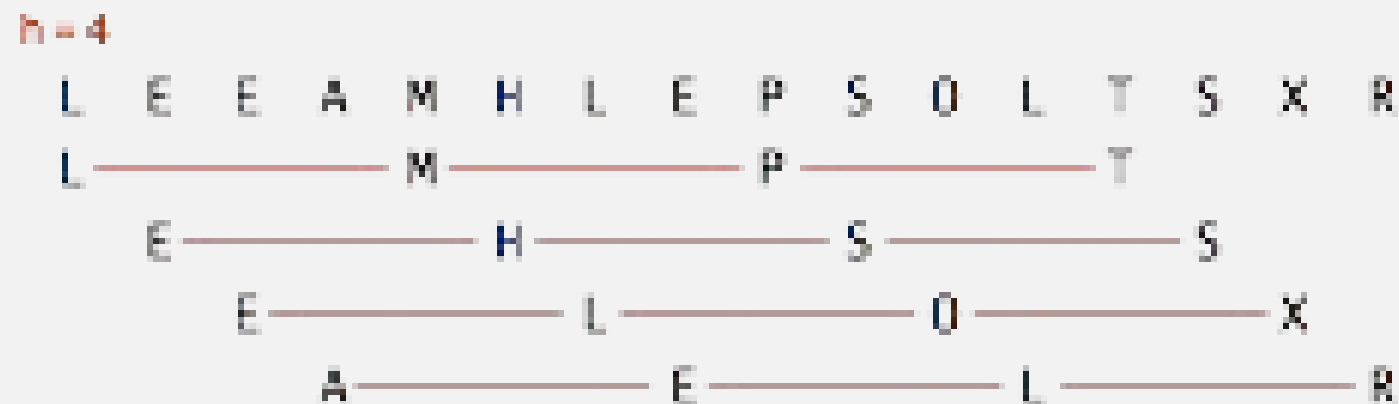 h = 4
L E E A M H L E P S O L T S X R
L M P T
E H S S
E L O X
A E L R